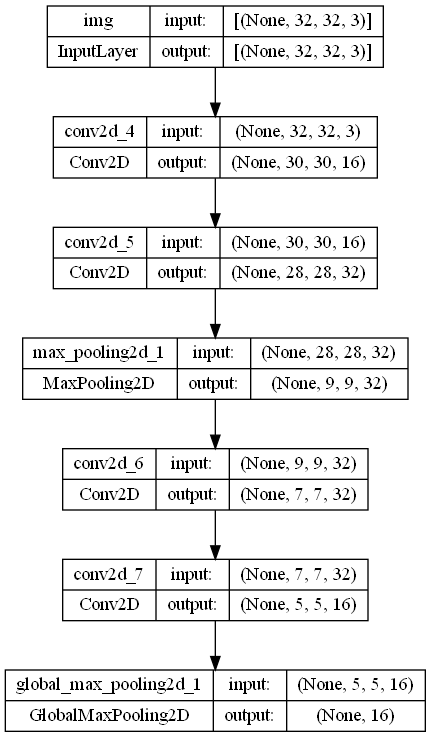 img input: [(None, 32, 32, 3)]
InputLayer output: [(None, 32, 32, 3)]
conv2d_4 input: (None, 32, 32, 3)
Conv2D output: (None, 30, 30, 16)
conv2d_5 input: (None, 30, 30, 16)
Conv2D output: (None, 28, 28, 32)
max_pooling2d_1 input: (None, 28, 28, 32)
MaxPooling2D output: (None, 9, 9, 32)
conv2d_6 input: (None, 9, 9, 32)
Conv2D output: (None, 7, 7, 32)
conv2d_7 input: (None, 7, 7, 32)
Conv2D output: (None, 5, 5, 16)
global_max_pooling2d_1 input: (None, 5, 5, 16)
GlobalMaxPooling2D output: (None, 16)